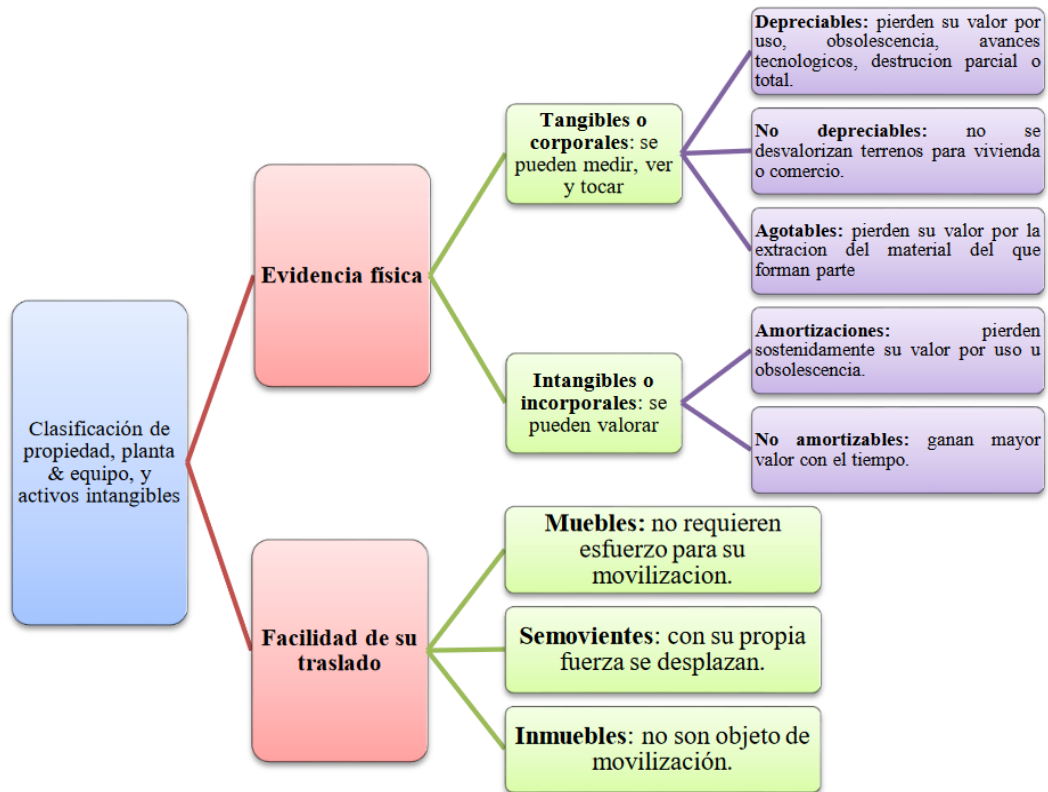 Clasificación de
propiedad, planta
& equipo, y
activos intangibles
Evidencia física
Tangibles o
corporales: se
pueden medir, ver
y tocar
Depreciables: pierden su valor por
uso, obsolescencia, avances
tecnologicos, destrucion parcial o
total.
No depreciables: no se
desvalorizan terrenos para vivienda
o comercio.
Agotables: pierden su valor por la
extracion del material del que
forman parte
Intangibles o
incorporales: se
pueden valorar
Amortizaciones: pierden
sostenidamente su valor por uso u
obsolescencia.
No amortizables: ganan mayor
valor con el tiempo.
Facilidad de su
traslado
Muebles: no requieren
esfuerzo para su
movilizacion.
Semovientes: con su propia
fuerza se desplazan.
Inmuebles: no son objeto de
movilización.